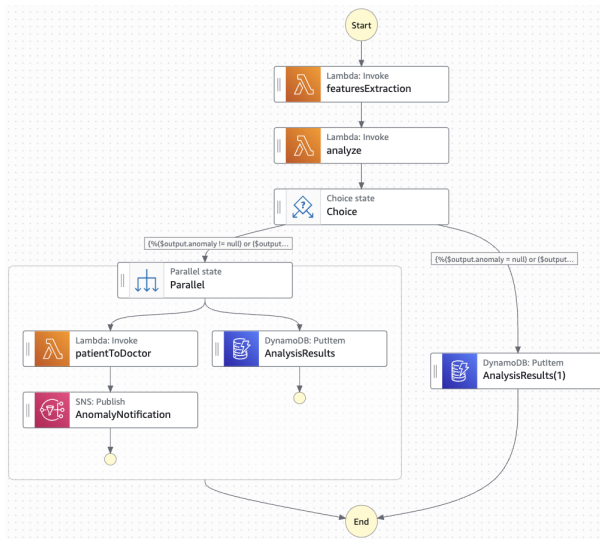 Start
Lambda: Invoke
featuresExtraction
Lambda: Invoke
analyze
Choice state
Choice
{%($output.anomaly != null) or ($output...
{%($output.anomaly = null) or ($output...
Parallel state
Parallel
Lambda: Invoke
patientToDoctor
DynamoDB: PutItem
AnalysisResults
DynamoDB: PutItem
AnalysisResults(1)
SNS: Publish
AnomalyNotification
End